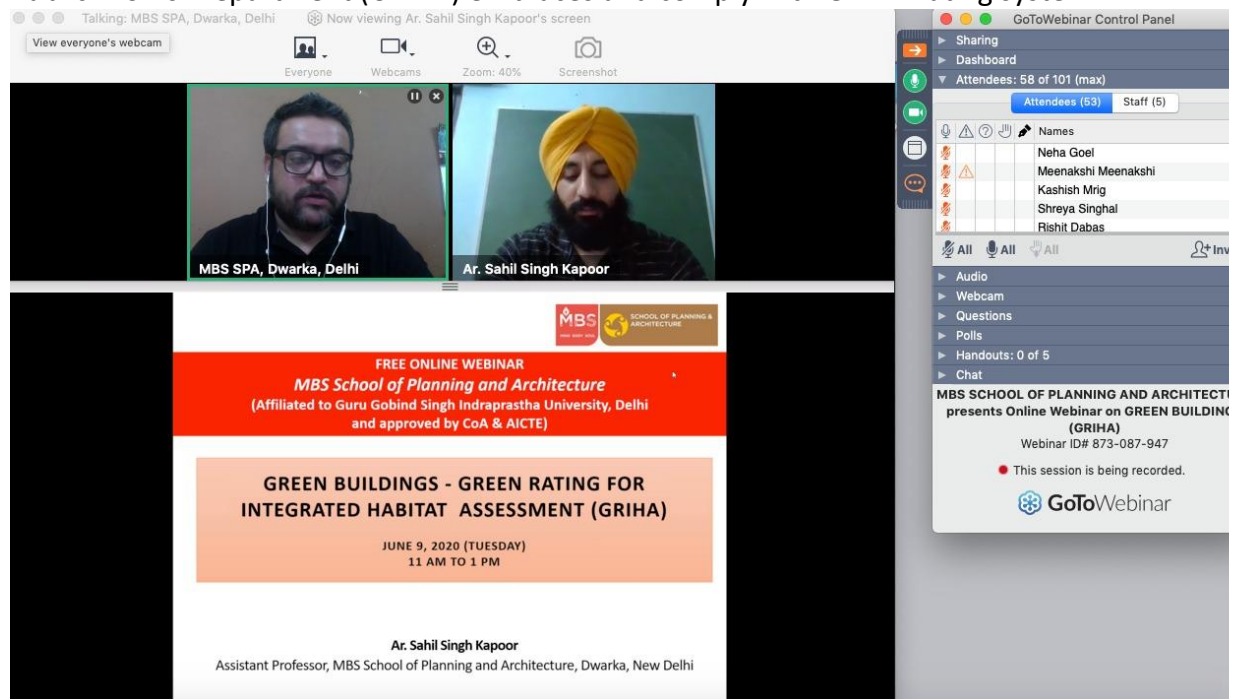 Talking: MBS SPA, Dwarka, Delhi
Now viewing Ar. Sahil Singh Kapoor's screen
View everyone's webcam
Everyone
Webcams
Zoom: 40%
Screenshot
MBS SPA, Dwarka, Delhi
Ar. Sahil Singh Kapoor
MBS
SCHOOL OF PLANNING &
ARCHITECTURE
FREE ONLINE WEBINAR
MBS School of Planning and Architecture
(Affiliated to Guru Gobind Singh Indraprastha University, Delhi
and approved by CoA & AICTE)
GREEN BUILDINGS - GREEN RATING FOR
INTEGRATED HABITAT ASSESSMENT (GRIHA)
JUNE 9, 2020 (TUESDAY)
11 AM TO 1 PM
Ar. Sahil Singh Kapoor
Assistant Professor, MBS School of Planning and Architecture, Dwarka, New Delhi
GoToWebinar Control Panel
Sharing
Dashboard
Attendees: 58 of 101 (max)
Attendees (53)
Staff (5)
Names
Neha Goel
Meenakshi Meenakshi
Kashish Mrig
Shreya Singhal
Rishit Dabas
All
All
All
Inv
Audio
Webcam
Questions
Polls
Handouts: 0 of 5
Chat
MBS SCHOOL OF PLANNING AND ARCHITECTU
presents Online Webinar on GREEN BUILDING
(GRIHA)
Webinar ID# 873-087-947
This session is being recorded.
GoToWebinar